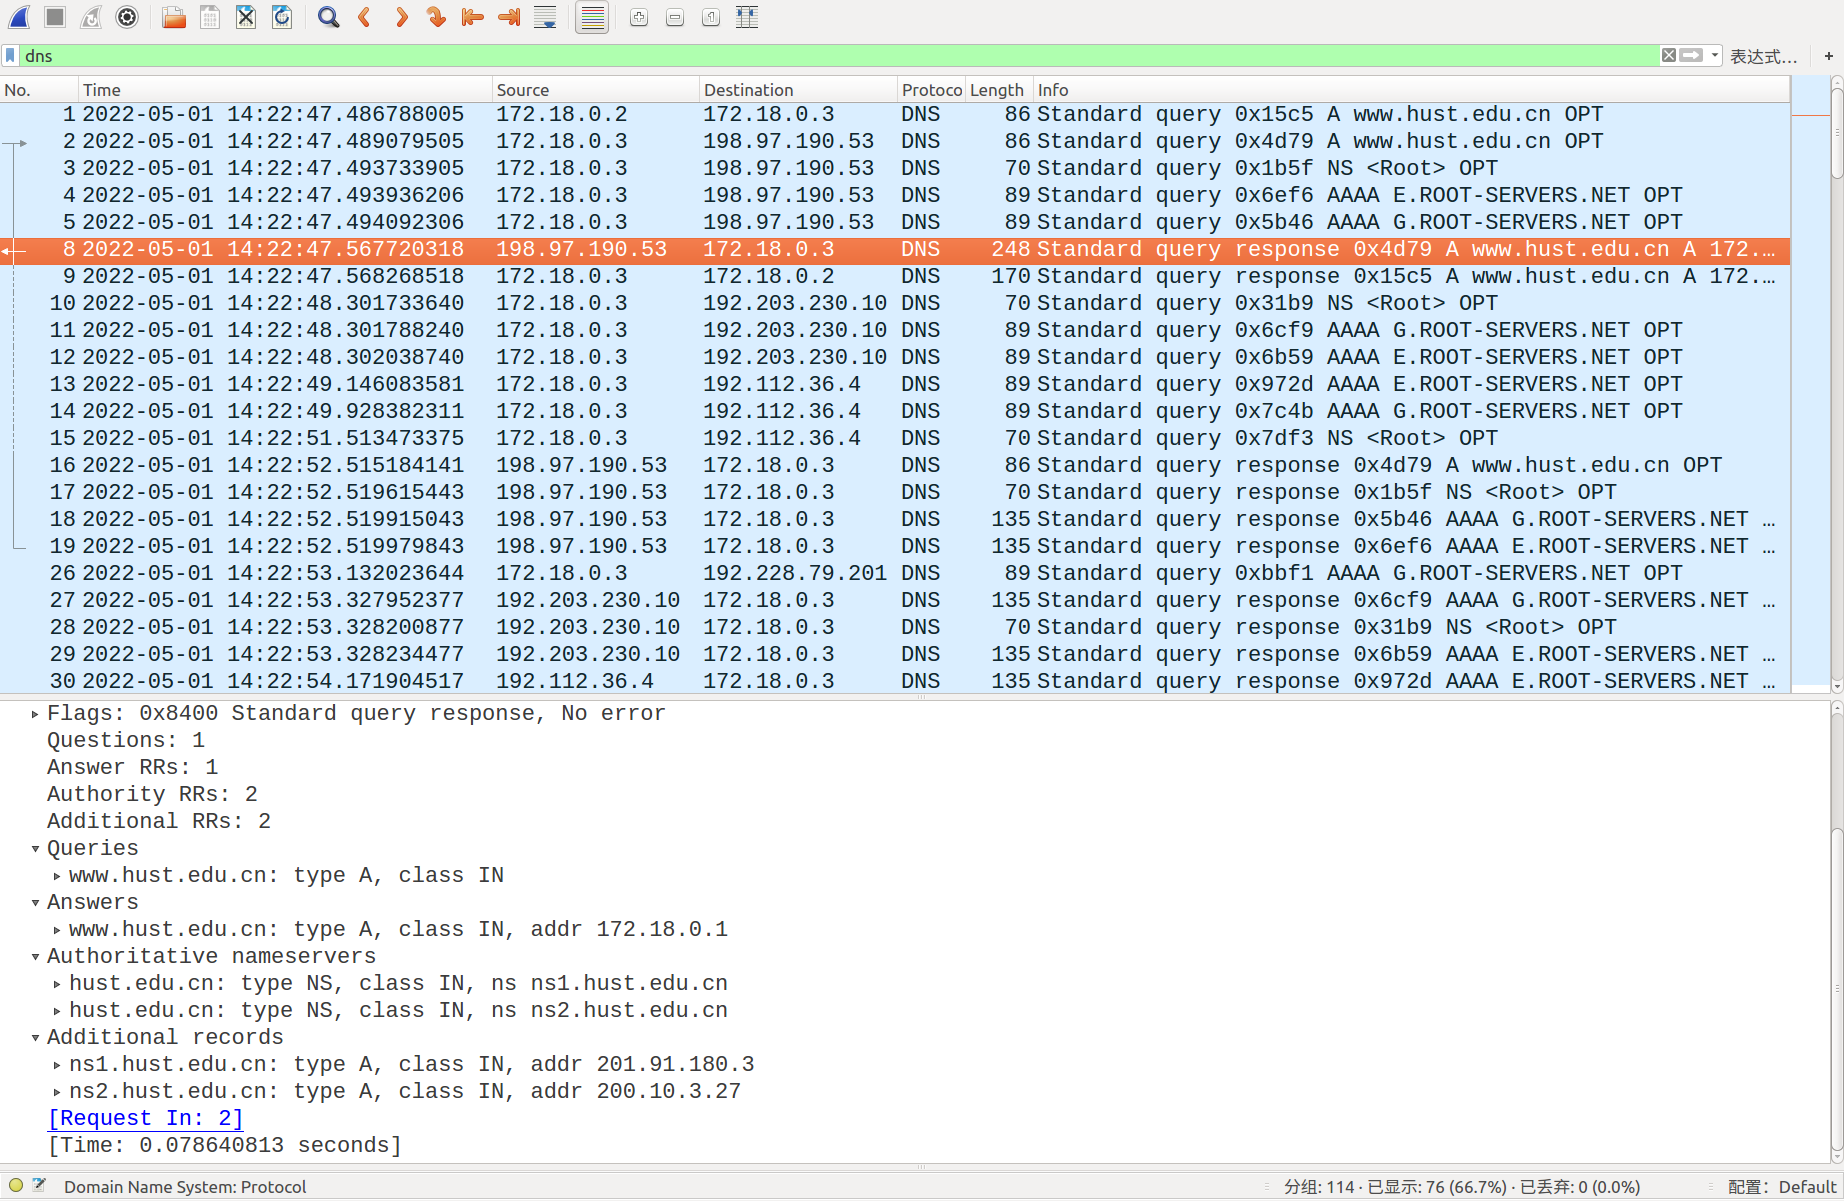 dns
表达式…
+
No. Time Source Destination Protoco Length Info
1 2022-05-01 14:22:47.486788005 172.18.0.2 172.18.0.3 DNS 86 Standard query 0x15c5 A www.hust.edu.cn OPT
2 2022-05-01 14:22:47.489079505 172.18.0.3 198.97.190.53 DNS 86 Standard query 0x4d79 A www.hust.edu.cn OPT
3 2022-05-01 14:22:47.493733905 172.18.0.3 198.97.190.53 DNS 70 Standard query 0x1b5f NS <Root> OPT
4 2022-05-01 14:22:47.493936206 172.18.0.3 198.97.190.53 DNS 89 Standard query 0x6ef6 AAAA E.ROOT-SERVERS.NET OPT
5 2022-05-01 14:22:47.494092306 172.18.0.3 198.97.190.53 DNS 89 Standard query 0x5b46 AAAA G.ROOT-SERVERS.NET OPT
8 2022-05-01 14:22:47.567720318 198.97.190.53 172.18.0.3 DNS 248 Standard query response 0x4d79 A www.hust.edu.cn A 172.…
9 2022-05-01 14:22:47.568268518 172.18.0.3 172.18.0.2 DNS 170 Standard query response 0x15c5 A www.hust.edu.cn A 172.…
10 2022-05-01 14:22:48.301733640 172.18.0.3 192.203.230.10 DNS 70 Standard query 0x31b9 NS <Root> OPT
11 2022-05-01 14:22:48.301788240 172.18.0.3 192.203.230.10 DNS 89 Standard query 0x6cf9 AAAA G.ROOT-SERVERS.NET OPT
12 2022-05-01 14:22:48.302038740 172.18.0.3 192.203.230.10 DNS 89 Standard query 0x6b59 AAAA E.ROOT-SERVERS.NET OPT
13 2022-05-01 14:22:49.146083581 172.18.0.3 192.112.36.4 DNS 89 Standard query 0x972d AAAA E.ROOT-SERVERS.NET OPT
14 2022-05-01 14:22:49.928382311 172.18.0.3 192.112.36.4 DNS 89 Standard query 0x7c4b AAAA G.ROOT-SERVERS.NET OPT
15 2022-05-01 14:22:51.513473375 172.18.0.3 192.112.36.4 DNS 70 Standard query 0x7df3 NS <Root> OPT
16 2022-05-01 14:22:52.515184141 198.97.190.53 172.18.0.3 DNS 86 Standard query response 0x4d79 A www.hust.edu.cn OPT
17 2022-05-01 14:22:52.519615443 198.97.190.53 172.18.0.3 DNS 70 Standard query response 0x1b5f NS <Root> OPT
18 2022-05-01 14:22:52.519915043 198.97.190.53 172.18.0.3 DNS 135 Standard query response 0x5b46 AAAA G.ROOT-SERVERS.NET …
19 2022-05-01 14:22:52.519979843 198.97.190.53 172.18.0.3 DNS 135 Standard query response 0x6ef6 AAAA E.ROOT-SERVERS.NET …
26 2022-05-01 14:22:53.132023644 172.18.0.3 192.228.79.201 DNS 89 Standard query 0xbbf1 AAAA G.ROOT-SERVERS.NET OPT
27 2022-05-01 14:22:53.327952377 192.203.230.10 172.18.0.3 DNS 135 Standard query response 0x6cf9 AAAA G.ROOT-SERVERS.NET …
28 2022-05-01 14:22:53.328200877 192.203.230.10 172.18.0.3 DNS 70 Standard query response 0x31b9 NS <Root> OPT
29 2022-05-01 14:22:53.328234477 192.203.230.10 172.18.0.3 DNS 135 Standard query response 0x6b59 AAAA E.ROOT-SERVERS.NET …
30 2022-05-01 14:22:54.171904517 192.112.36.4 172.18.0.3 DNS 135 Standard query response 0x972d AAAA E.ROOT-SERVERS.NET …
Flags: 0x8400 Standard query response, No error
Questions: 1
Answer RRs: 1
Authority RRs: 2
Additional RRs: 2
Queries
www.hust.edu.cn: type A, class IN
Answers
www.hust.edu.cn: type A, class IN, addr 172.18.0.1
Authoritative nameservers
hust.edu.cn: type NS, class IN, ns ns1.hust.edu.cn
hust.edu.cn: type NS, class IN, ns ns2.hust.edu.cn
Additional records
ns1.hust.edu.cn: type A, class IN, addr 201.91.180.3
ns2.hust.edu.cn: type A, class IN, addr 200.10.3.27
[Request In: 2]
[Time: 0.078640813 seconds]
Domain Name System: Protocol
分组: 114 · 已显示: 76 (66.7%) · 已丢弃: 0 (0.0%)
配置: Default